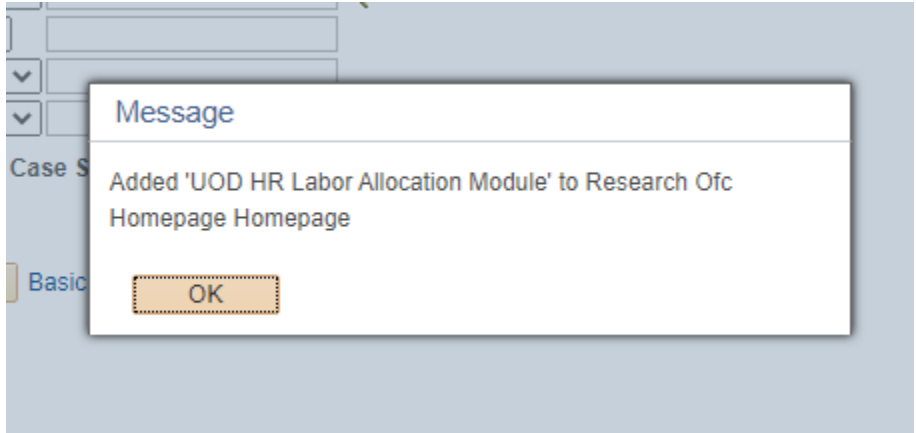 Message
Case S
Added 'UOD HR Labor Allocation Module' to Research Ofc
Homepage Homepage
Basic
OK